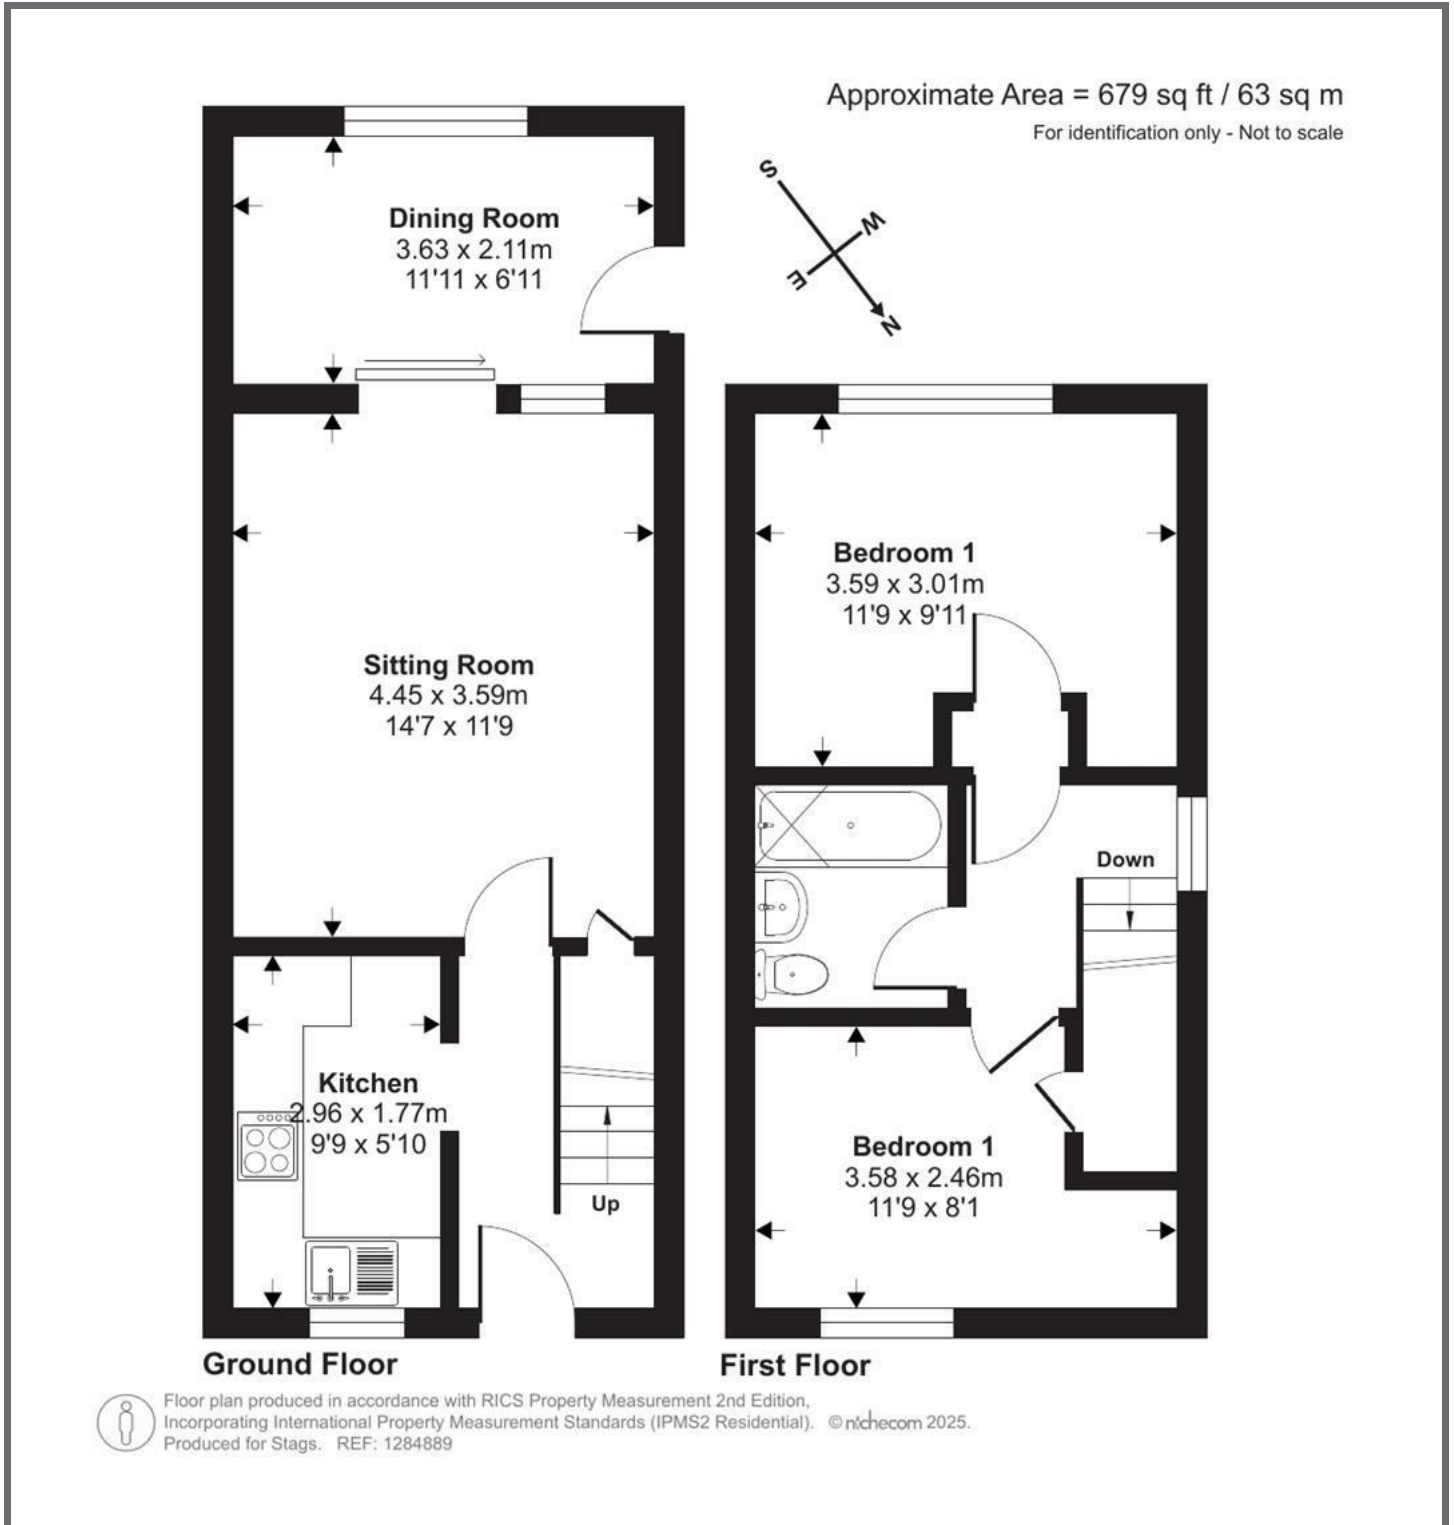 Approximate Area = 679 sq ft / 63 sq m
For identification only - Not to scale
S
W
E
N
Dining Room
3.63 x 2.11m
11'11 x 6'11
Sitting Room
4.45 x 3.59m
14'7 x 11'9
Kitchen
2.96 x 1.77m
9'9 x 5'10
Up
Ground Floor
Bedroom 1
3.59 x 3.01m
11'9 x 9'11
Down
Bedroom 1
3.58 x 2.46m
11'9 x 8'1
First Floor
Floor plan produced in accordance with RICS Property Measurement 2nd Edition,
Incorporating International Property Measurement Standards (IPMS2 Residential). © nichecom 2025.
Produced for Stags. REF: 1284889